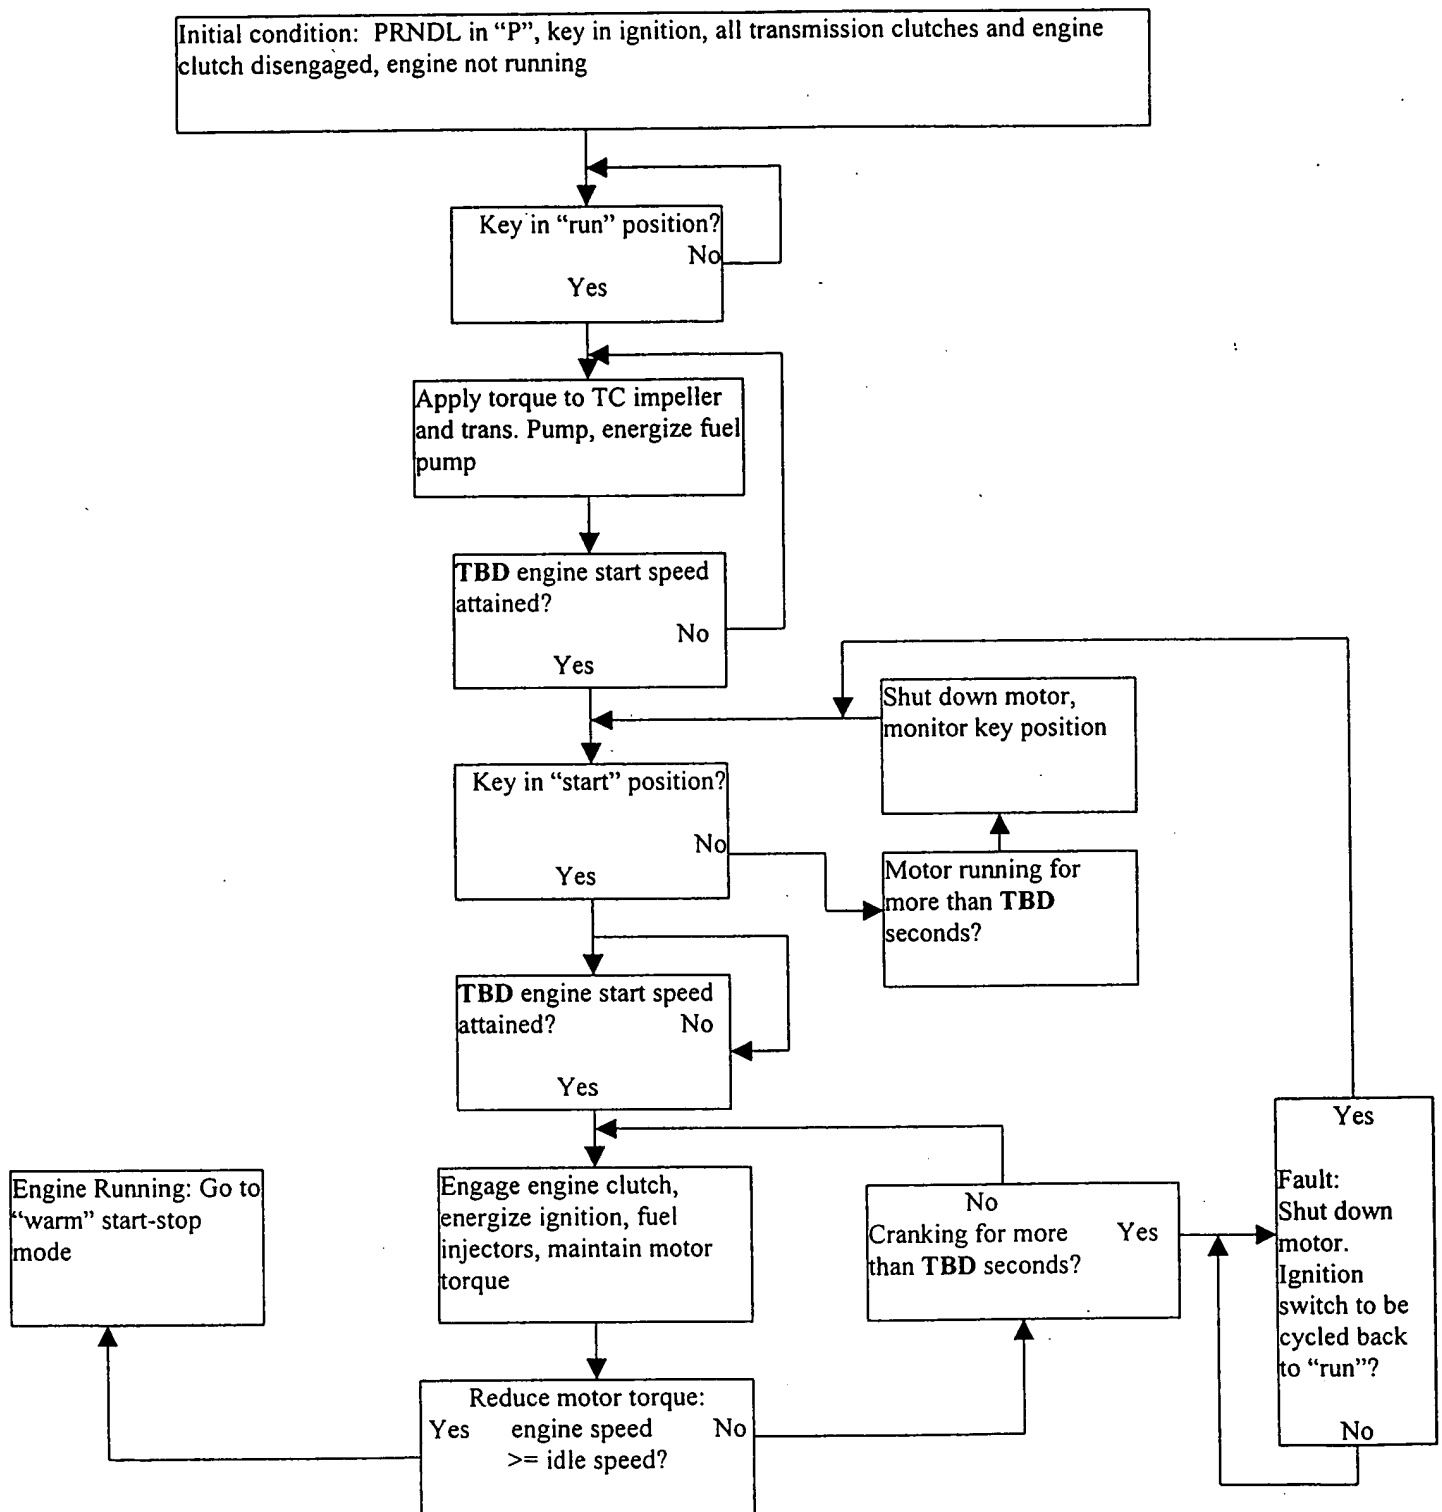 Initial condition: PRNDL in “P”, key in ignition, all transmission clutches and engine
clutch disengaged, engine not running
Key in “run” position?
No
Yes
Apply torque to TC impeller
and trans. Pump, energize fuel
pump
TBD engine start speed
attained?
No
Yes
Shut down motor,
monitor key position
Key in “start” position?
No
Yes
Motor running for
more than TBD
seconds?
TBD engine start speed
attained? No
Yes
Engine Running: Go to
“warm” start-stop
mode
Engage engine clutch,
energize ignition, fuel
injectors, maintain motor
torque
No
Cranking for more Yes
than TBD seconds?
Yes
Fault:
Shut down
motor.
Ignition
switch to be
cycled back
to “run”?
No
Reduce motor torque:
Yes engine speed No
>= idle speed?